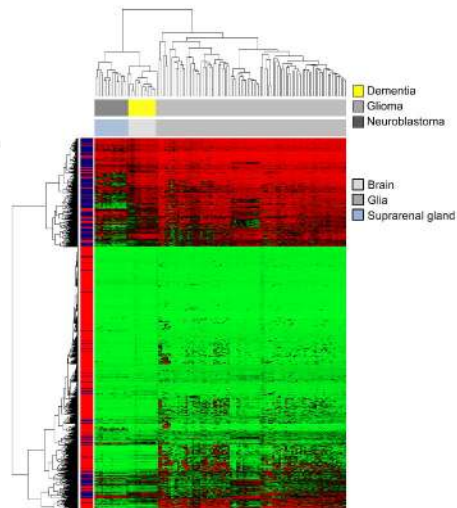 Dementia
Glioma
Neuroblastoma
Brain
Glia
Suprarenal gland